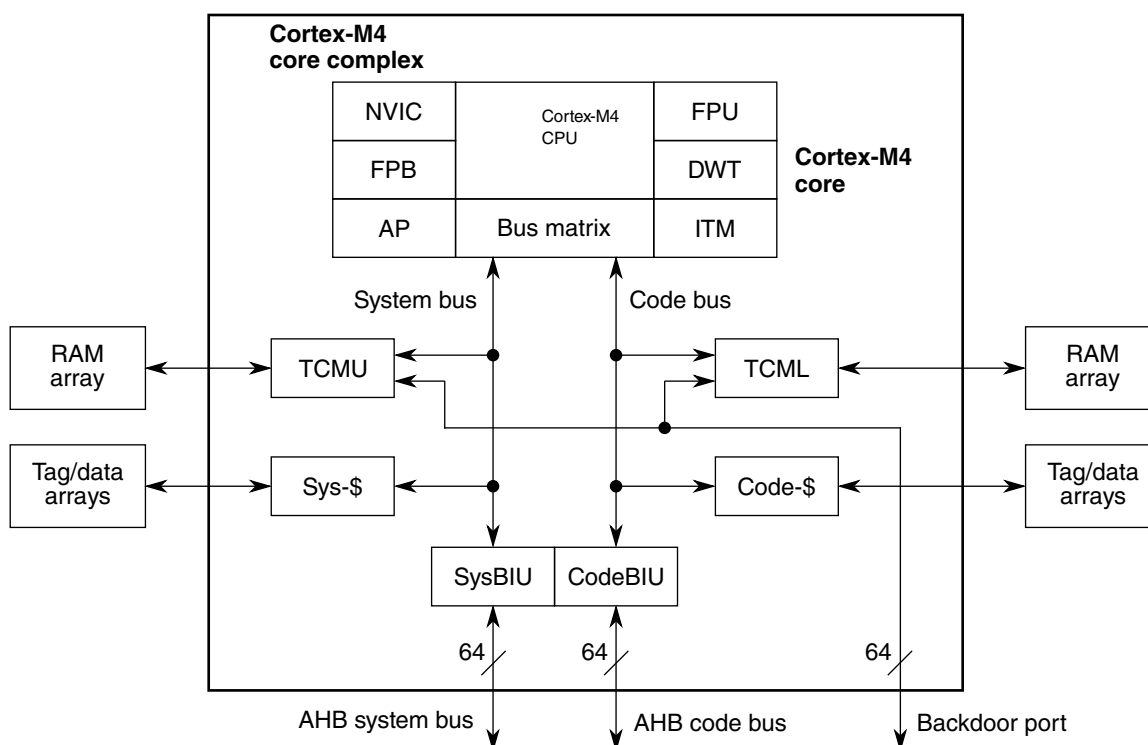 Cortex-M4
core complex
NVIC
Cortex-M4
CPU
FPU
FPB
DWT
Cortex-M4
core
AP
Bus matrix
ITM
System bus
Code bus
RAM
array
TCMU
TCML
RAM
array
Tag/data
arrays
Sys-$
Code-$
Tag/data
arrays
SysBIU
CodeBIU
64
64
64
AHB system bus
AHB code bus
Backdoor port